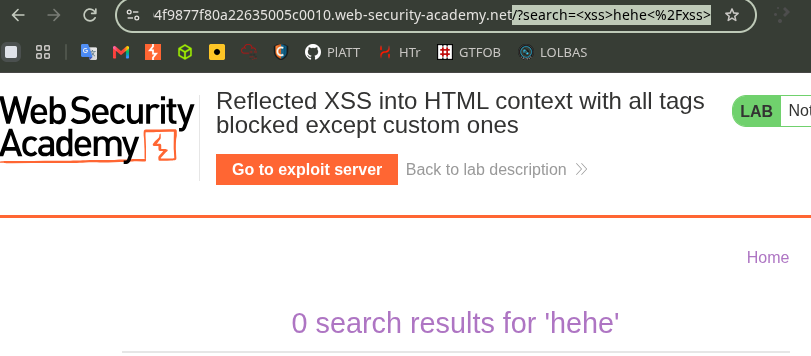 4f9877f80a22635005c0010.web-security-academy.net/?search=<xss>hehe<%2Fxss>
PlATT HTr GTFOB LOLBAS
WebSecurity
Academy
Reflected XSS into HTML context with all tags
blocked except custom ones
LAB Not
Go to exploit server Back to lab description
Home
0 search results for 'hehe'